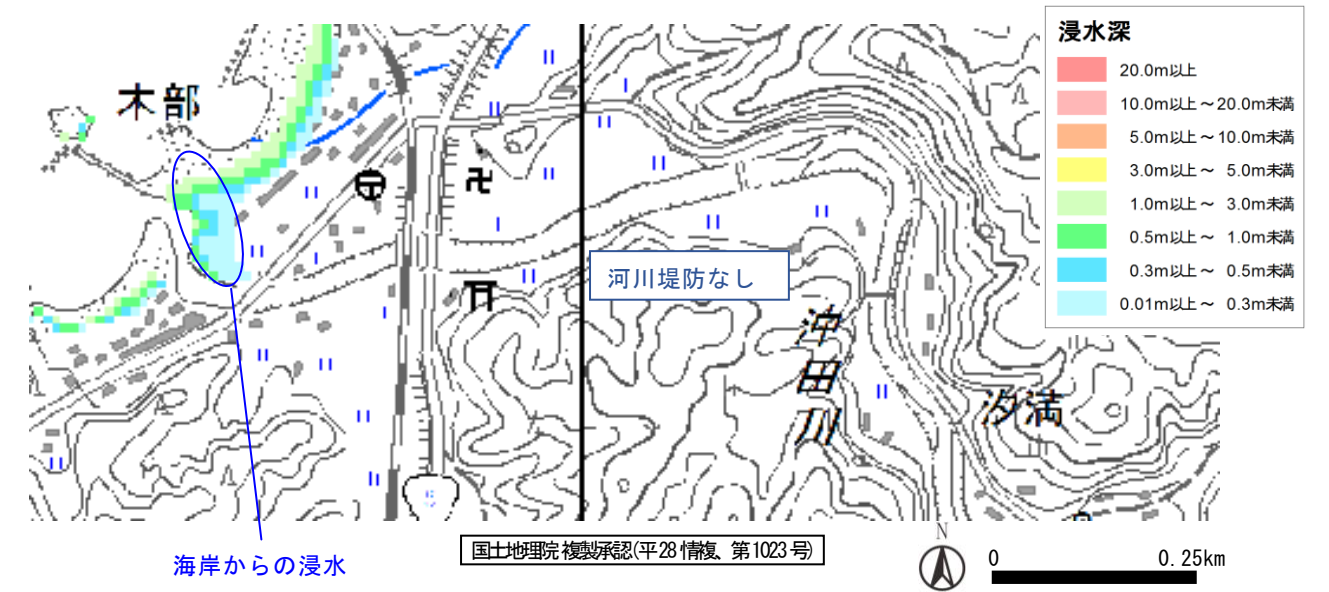 浸水深
20.0m以上
10.0m以上～20.0m未満
5.0m以上～10.0m未満
3.0m以上～ 5.0m未満
1.0m以上～ 3.0m未満
0.5m以上～ 1.0m未満
0.3m以上～ 0.5m未満
0.01m以上～ 0.3m未満
木部
河川堤防なし
沖田川
汐満
海岸からの浸水
国土地理院 複製承認(平28 情複、第1023号)
N
0 0.25km